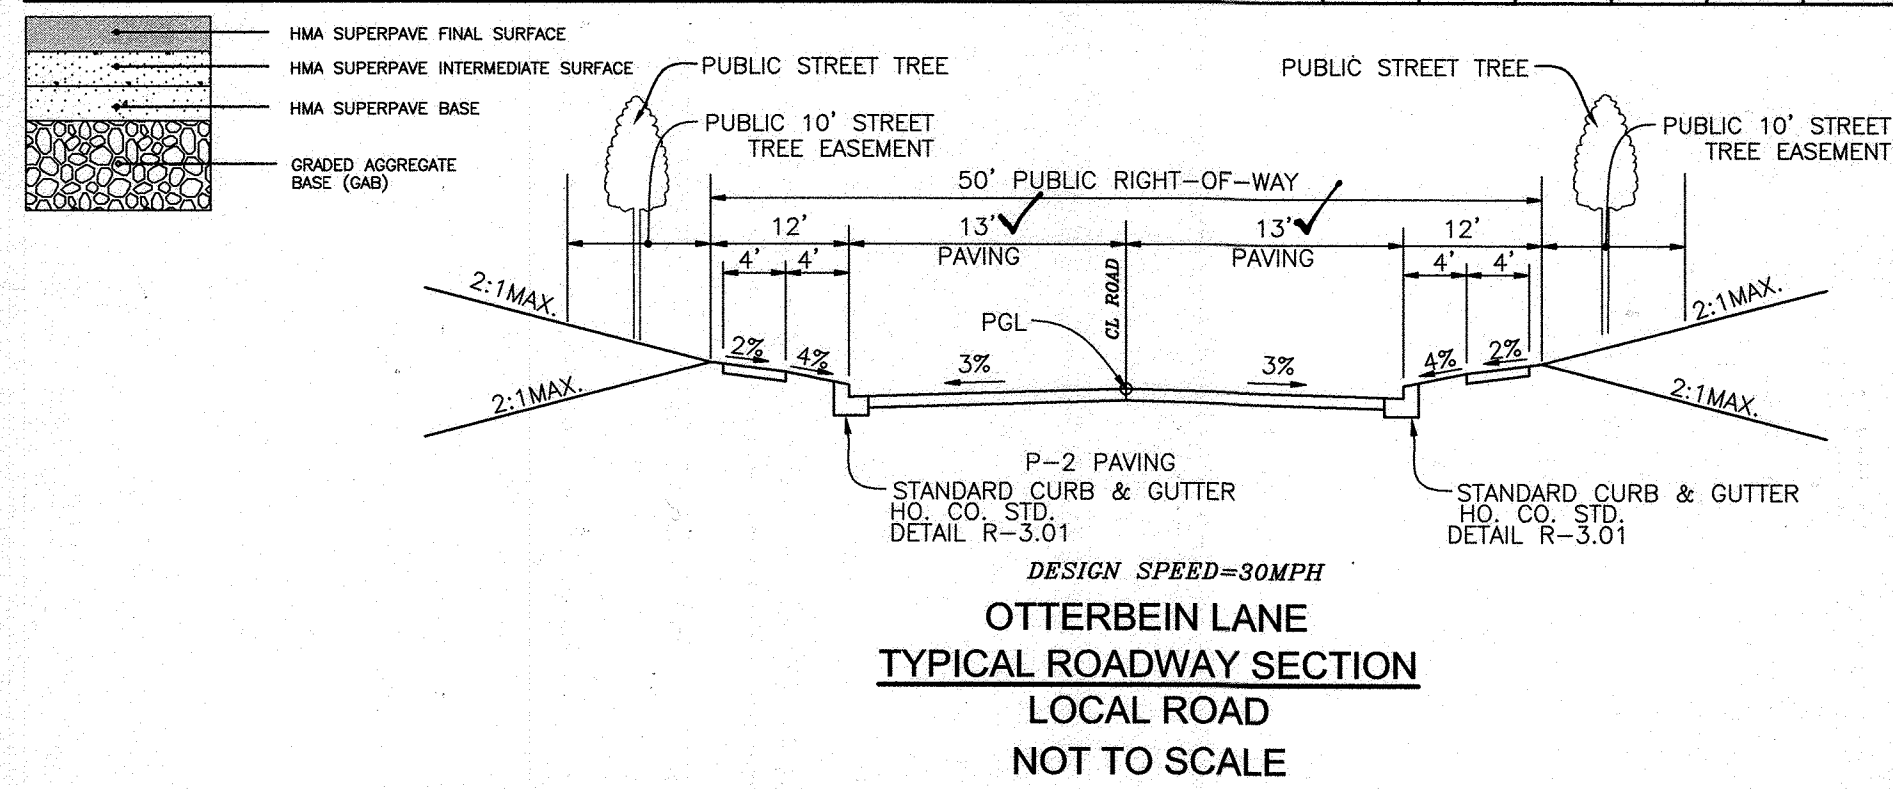 HMA SUPERPAVE FINAL SURFACE
HMA SUPERPAVE INTERMEDIATE SURFACE
HMA SUPERPAVE BASE
GRADED AGGREGATE
BASE (GAB)
PUBLIC STREET TREE
PUBLIC STREET TREE
PUBLIC 10' STREET
TREE EASEMENT
PUBLIC 10' STREET
TREE EASEMENT
50' PUBLIC RIGHT-OF-WAY
12'
13'
13'
12'
PAVING
PAVING
4'
4'
4'
4'
CL ROAD
2:1MAX.
2:1MAX.
PGL
2%
4%
3%
3%
4%
2%
2:1MAX.
2:1MAX.
P-2 PAVING
STANDARD CURB & GUTTER
HO. CO. STD.
DETAIL R-3.01
STANDARD CURB & GUTTER
HO. CO. STD.
DETAIL R-3.01
DESIGN SPEED=30MPH
OTTERBEIN LANE
TYPICAL ROADWAY SECTION
LOCAL ROAD
NOT TO SCALE